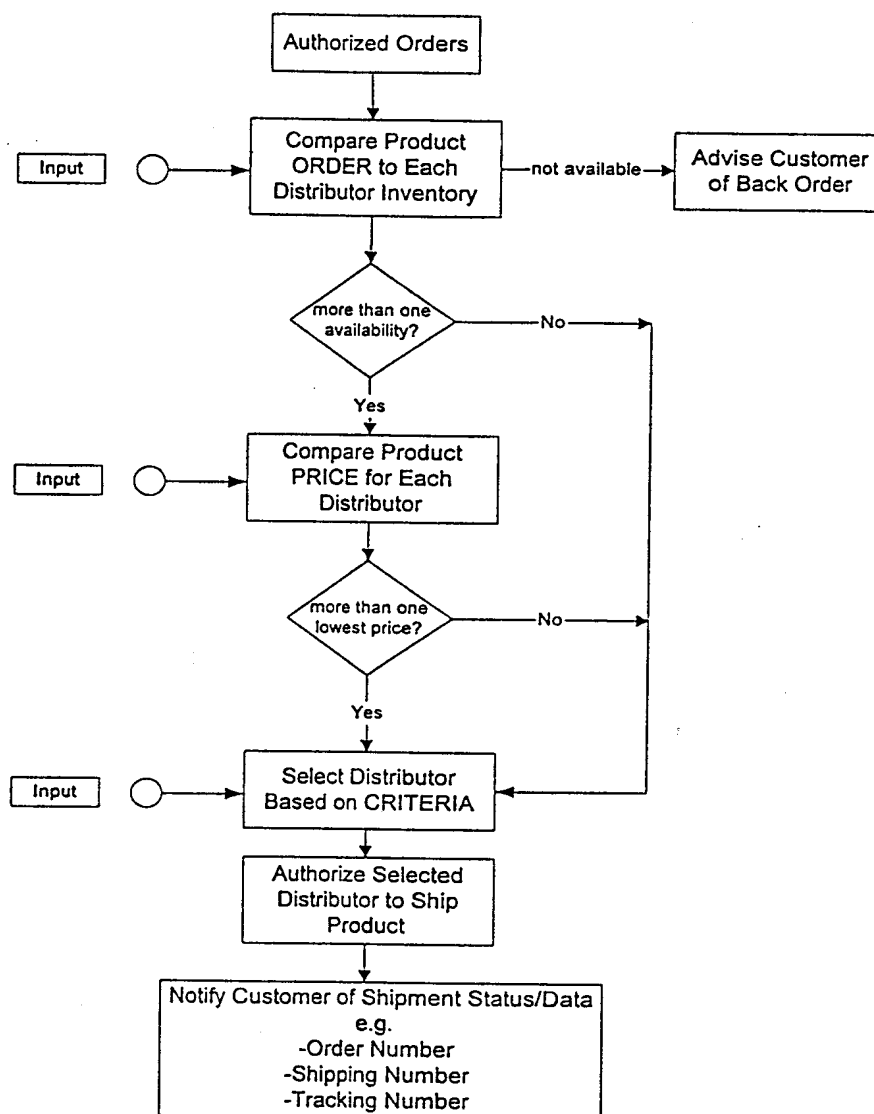 Authorized Orders
Input
Compare Product
ORDER to Each
Distributor Inventory
not available
Advise Customer
of Back Order
more than one
availability?
No
Yes
Input
Compare Product
PRICE for Each
Distributor
more than one
lowest price?
No
Yes
Input
Select Distributor
Based on CRITERIA
Authorize Selected
Distributor to Ship
Product
Notify Customer of Shipment Status/Data
e.g.
-Order Number
-Shipping Number
-Tracking Number